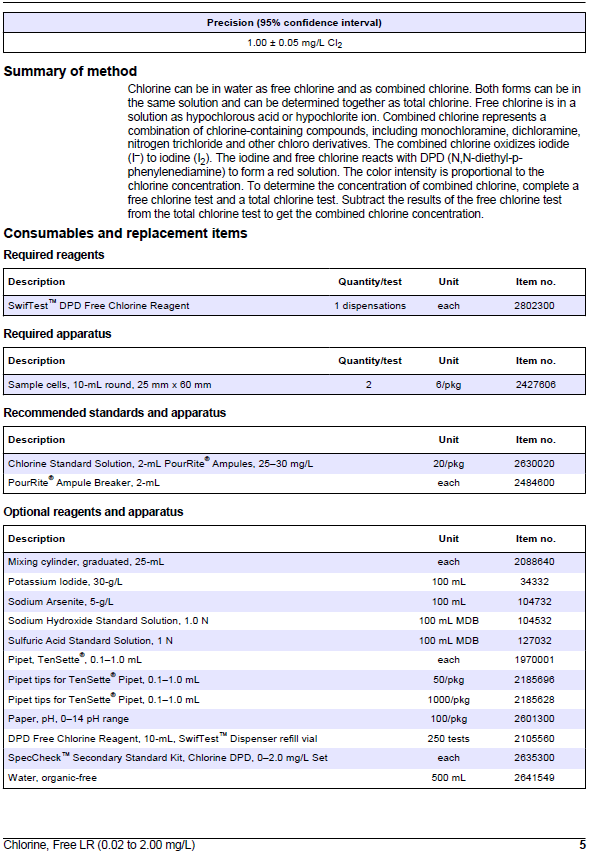 Precision (95% confidence interval)
1.00 ± 0.05 mg/L Cl2
Summary of method
Chlorine can be in water as free chlorine and as combined chlorine. Both forms can be in
the same solution and can be determined together as total chlorine. Free chlorine is in a
solution as hypochlorous acid or hypochlorite ion. Combined chlorine represents a
combination of chlorine-containing compounds, including monochloramine, dichloramine,
nitrogen trichloride and other chloro derivatives. The combined chlorine oxidizes iodide
(I–) to iodine (I2). The iodine and free chlorine reacts with DPD (N,N-diethyl-p-
phenylenediamine) to form a red solution. The color intensity is proportional to the
chlorine concentration. To determine the concentration of combined chlorine, complete a
free chlorine test and a total chlorine test. Subtract the results of the free chlorine test
from the total chlorine test to get the combined chlorine concentration.
Consumables and replacement items
Required reagents
Description Quantity/test Unit Item no.
SwifTest™ DPD Free Chlorine Reagent 1 dispensations each 2802300
Required apparatus
Description Quantity/test Unit Item no.
Sample cells, 10-mL round, 25 mm x 60 mm 2 6/pkg 2427606
Recommended standards and apparatus
Description Unit Item no.
Chlorine Standard Solution, 2-mL PourRite® Ampules, 25–30 mg/L 20/pkg 2630020
PourRite® Ampule Breaker, 2-mL each 2484600
Optional reagents and apparatus
Description Unit Item no.
Mixing cylinder, graduated, 25-mL each 2088640
Potassium Iodide, 30-g/L 100 mL 34332
Sodium Arsenite, 5-g/L 100 mL 104732
Sodium Hydroxide Standard Solution, 1.0 N 100 mL MDB 104532
Sulfuric Acid Standard Solution, 1 N 100 mL MDB 127032
Pipet, TenSette®, 0.1–1.0 mL each 1970001
Pipet tips for TenSette® Pipet, 0.1–1.0 mL 50/pkg 2185696
Pipet tips for TenSette® Pipet, 0.1–1.0 mL 1000/pkg 2185628
Paper, pH, 0–14 pH range 100/pkg 2601300
DPD Free Chlorine Reagent, 10-mL, SwifTest™ Dispenser refill vial 250 tests 2105560
SpecCheck™ Secondary Standard Kit, Chlorine DPD, 0–2.0 mg/L Set each 2635300
Water, organic-free 500 mL 2641549
Chlorine, Free LR (0.02 to 2.00 mg/L) 5